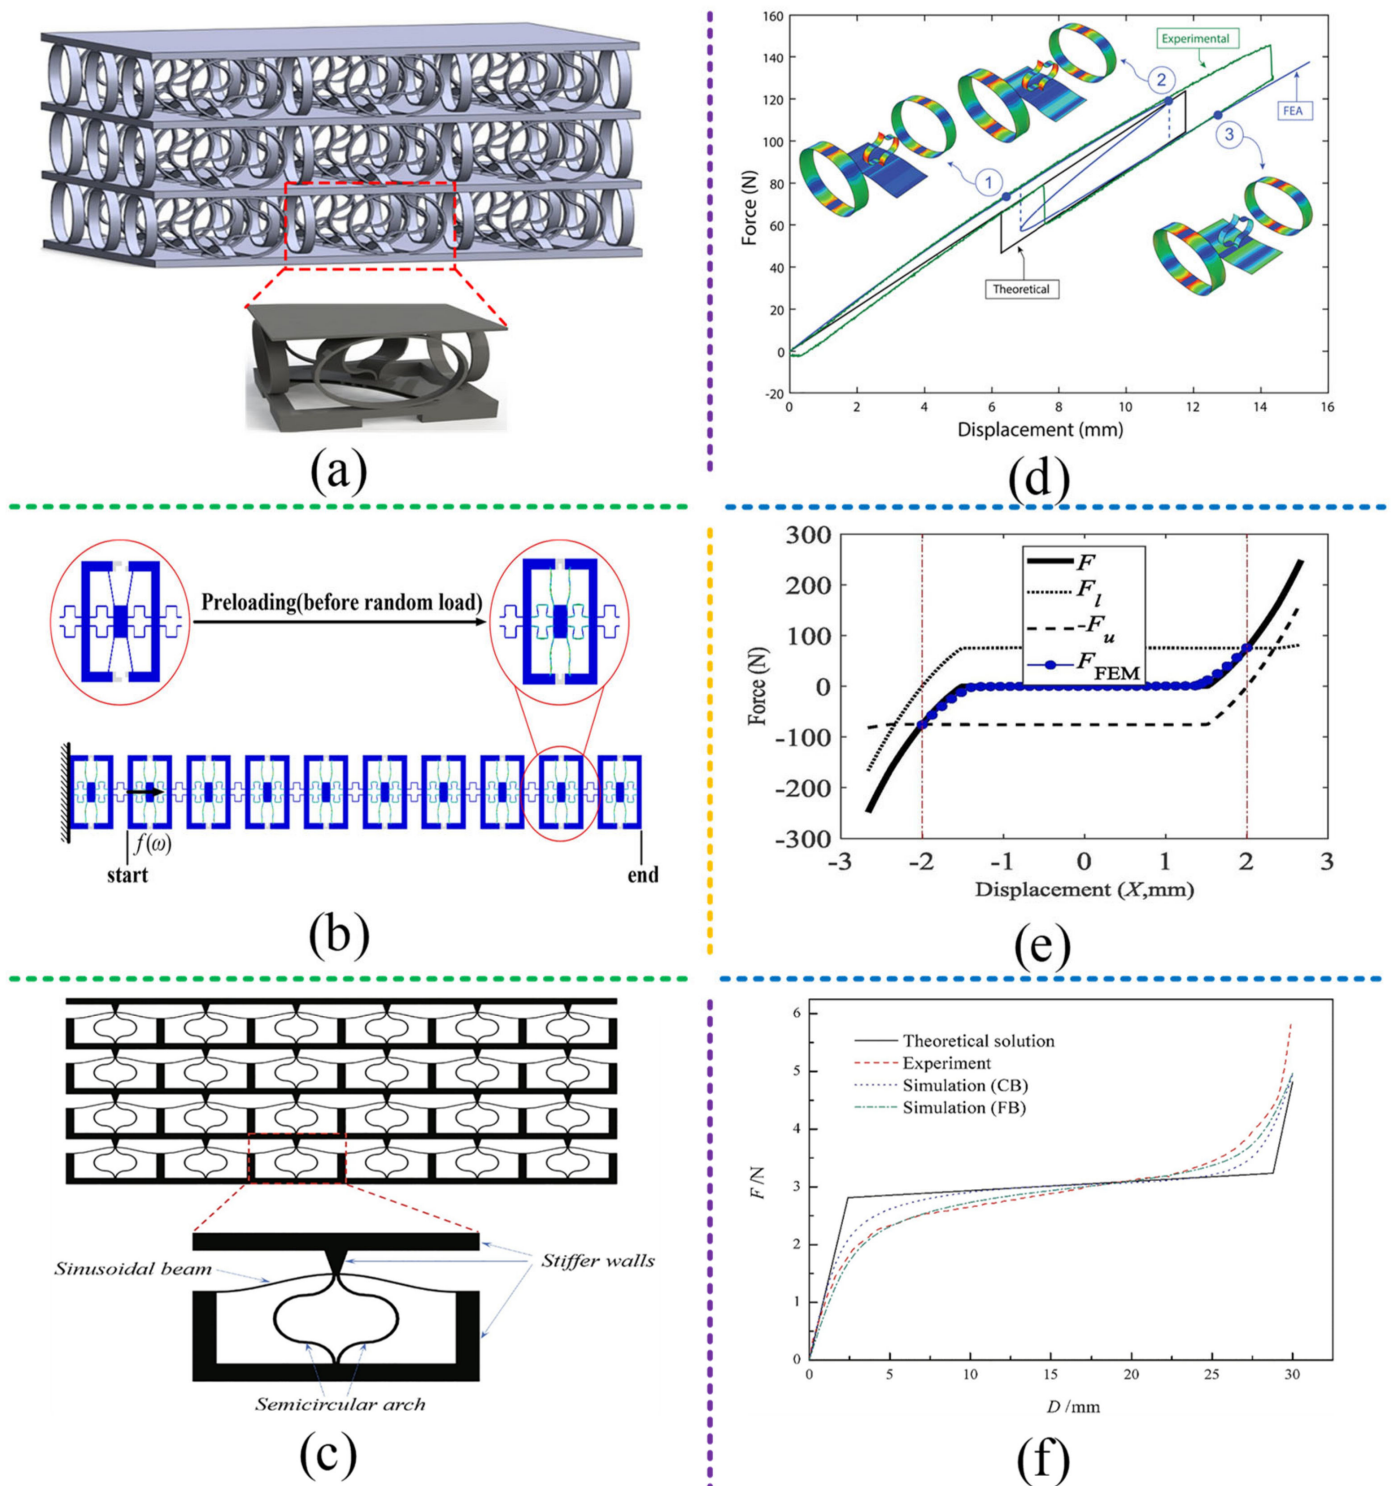 (a)
160
140
120
100
80
60
40
20
0
-20
Force (N)
Experimental
FEA
Theoretical
1
2
3
0
2
4
6
8
10
12
14
16
Displacement (mm)
(d)
Preloading(before random load)
f(ω)
start
end
(b)
300
200
100
0
-100
-200
-300
Force (N)
F
F_l
-F_u
F_FEM
-3
-2
-1
0
1
2
3
Displacement (X,mm)
(e)
Sinusoidal beam
Stiffer walls
Semicircular arch
(c)
6
5
4
3
2
1
0
F /N
Theoretical solution
Experiment
Simulation (CB)
Simulation (FB)
0
5
10
15
20
25
30
D /mm
(f)